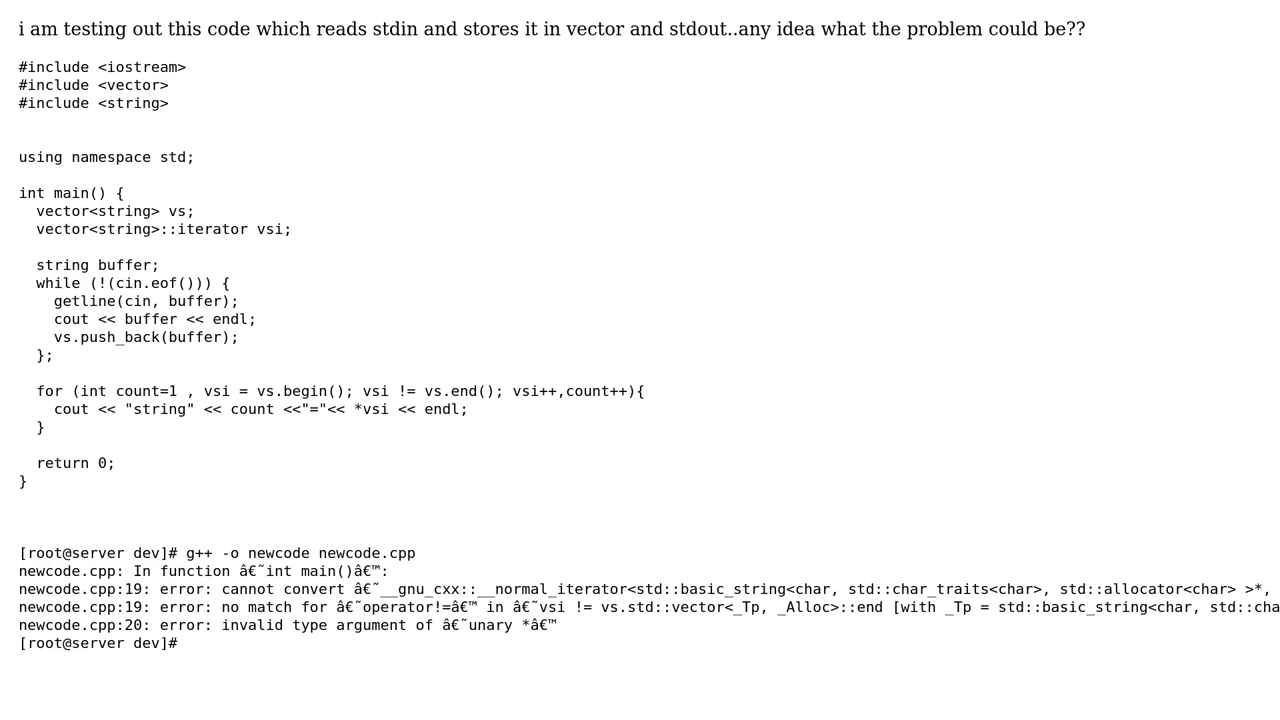 i am testing out this code which reads stdin and stores it in vector and stdout..any idea what the problem could be??
#include <iostream>
#include <vector>
#include <string>
using namespace std;
int main() {
  vector<string> vs;
  vector<string>::iterator vsi;
  string buffer;
  while (!(cin.eof())) {
    getline(cin, buffer);
    cout << buffer << endl;
    vs.push_back(buffer);
  };
  for (int count=1 , vsi = vs.begin(); vsi != vs.end(); vsi++,count++){
    cout << "string" << count <<"="<< *vsi << endl;
  }
  return 0;
}
[root@server dev]# g++ -o newcode newcode.cpp
newcode.cpp: In function â€˜int main()â€™:
newcode.cpp:19: error: cannot convert â€˜__gnu_cxx::__normal_iterator<std::basic_string<char, std::char_traits<char>, std::allocator<char> >*,
newcode.cpp:19: error: no match for â€˜operator!=â€™ in â€˜vsi != vs.std::vector<_Tp, _Alloc>::end [with _Tp = std::basic_string<char, std::cha
newcode.cpp:20: error: invalid type argument of â€˜unary *â€™
[root@server dev]#